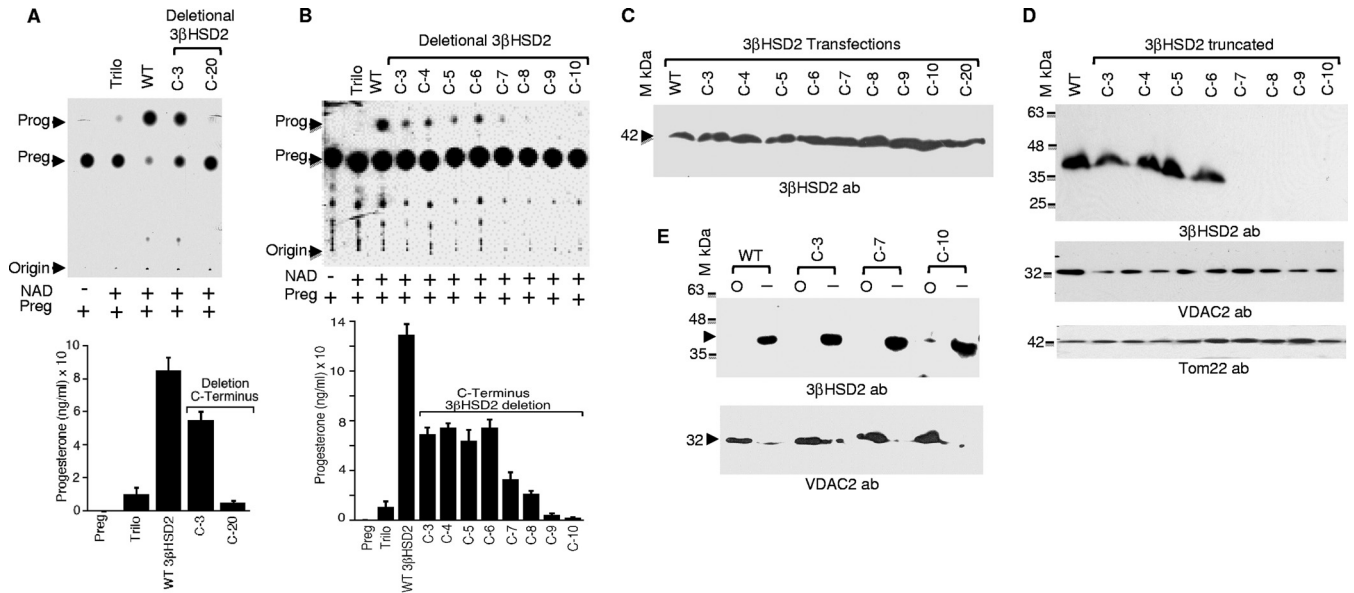 A
Deletional
3βHSD2
Trilo WT C-3 C-20
Prog
Preg
Origin
NAD - + + + +
Preg + + + + +
Progesterone (ng/ml) x 10
10
8
6
4
2
0
Deletion
C-Terminus
Preg Trilo WT 3βHSD2 C-3 C-20
B
Deletional 3βHSD2
Trilo WT C-3 C-4 C-5 C-6 C-7 C-8 C-9 C-10
Prog
Preg
Origin
NAD - + + + + + + + + + +
Preg + + + + + + + + + + +
Progesterone (ng/ml) x 10
14
12
8
6
4
0
C-Terminus
3βHSD2 deletion
Preg Trilo WT 3βHSD2 C-3 C-4 C-5 C-6 C-7 C-8 C-9 C-10
C
3βHSD2 Transfections
M kDa WT C-3 C-4 C-5 C-6 C-7 C-8 C-9 C-10 C-20
42
3βHSD2 ab
D
3βHSD2 truncated
M kDa WT C-3 C-4 C-5 C-6 C-7 C-8 C-9 C-10
63
48
35
25
3βHSD2 ab
32
VDAC2 ab
42
Tom22 ab
E
M kDa WT C-3 C-7 C-10
O I O I O I O I
63
48
35
3βHSD2 ab
32
VDAC2 ab